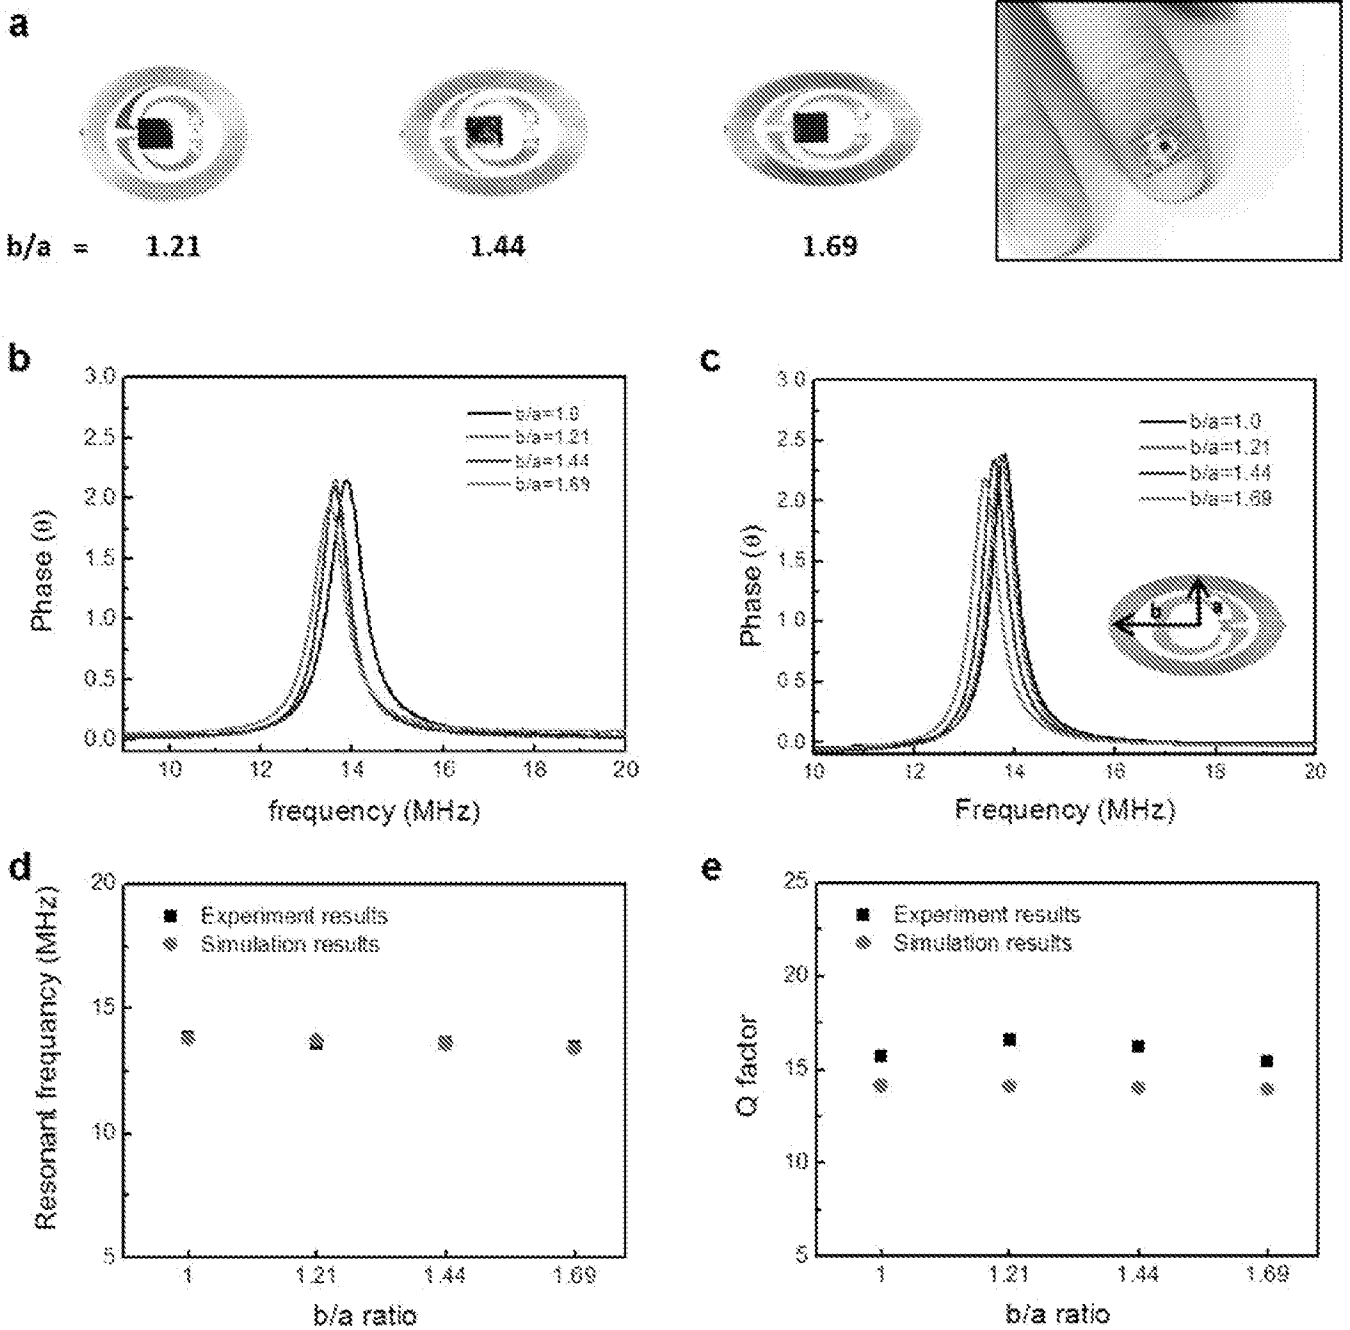 a
b/a = 1.21 1.44 1.69
b
3.0
2.5
2.0
1.5
1.0
0.5
0.0
Phase (θ)
b/a=1.0
b/a=1.21
b/a=1.44
b/a=1.69
10 12 14 16 18 20
frequency (MHz)
c
3.0
2.5
2.0
1.5
1.0
0.5
0.0
Phase (θ)
b/a=1.0
b/a=1.21
b/a=1.44
b/a=1.69
b a
10 12 14 16 18 20
Frequency (MHz)
d
20
15
10
5
Resonant frequancy (MHz)
Experiment results
Simulation results
1 1.21 1.44 1.69
b/a ratio
e
25
20
15
10
5
Q factor
Experiment results
Simulation results
1 1.21 1.44 1.69
b/a ratio